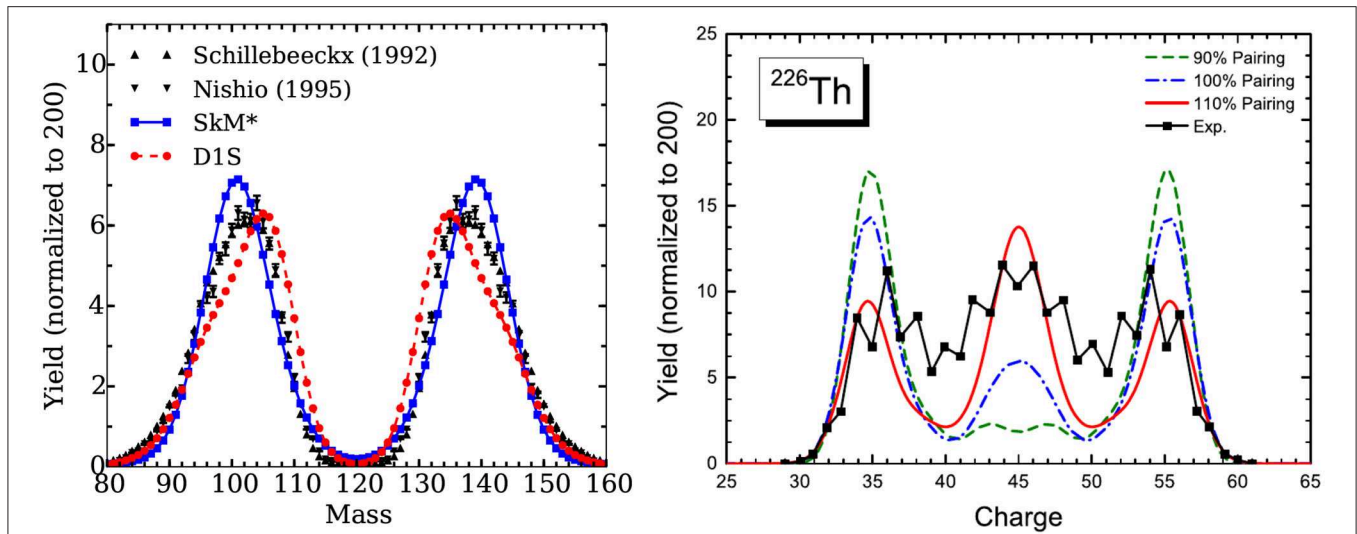 Yield (normalized to 200)
10
8
6
4
2
0
80 90 100 110 120 130 140 150 160
Mass
Schillebeeckx (1992)
Nishio (1995)
SkM*
D1S
Yield (normalized to 200)
25
20
15
10
5
0
25 30 35 40 45 50 55 60 65
Charge
226Th
90% Pairing
100% Pairing
110% Pairing
Exp.